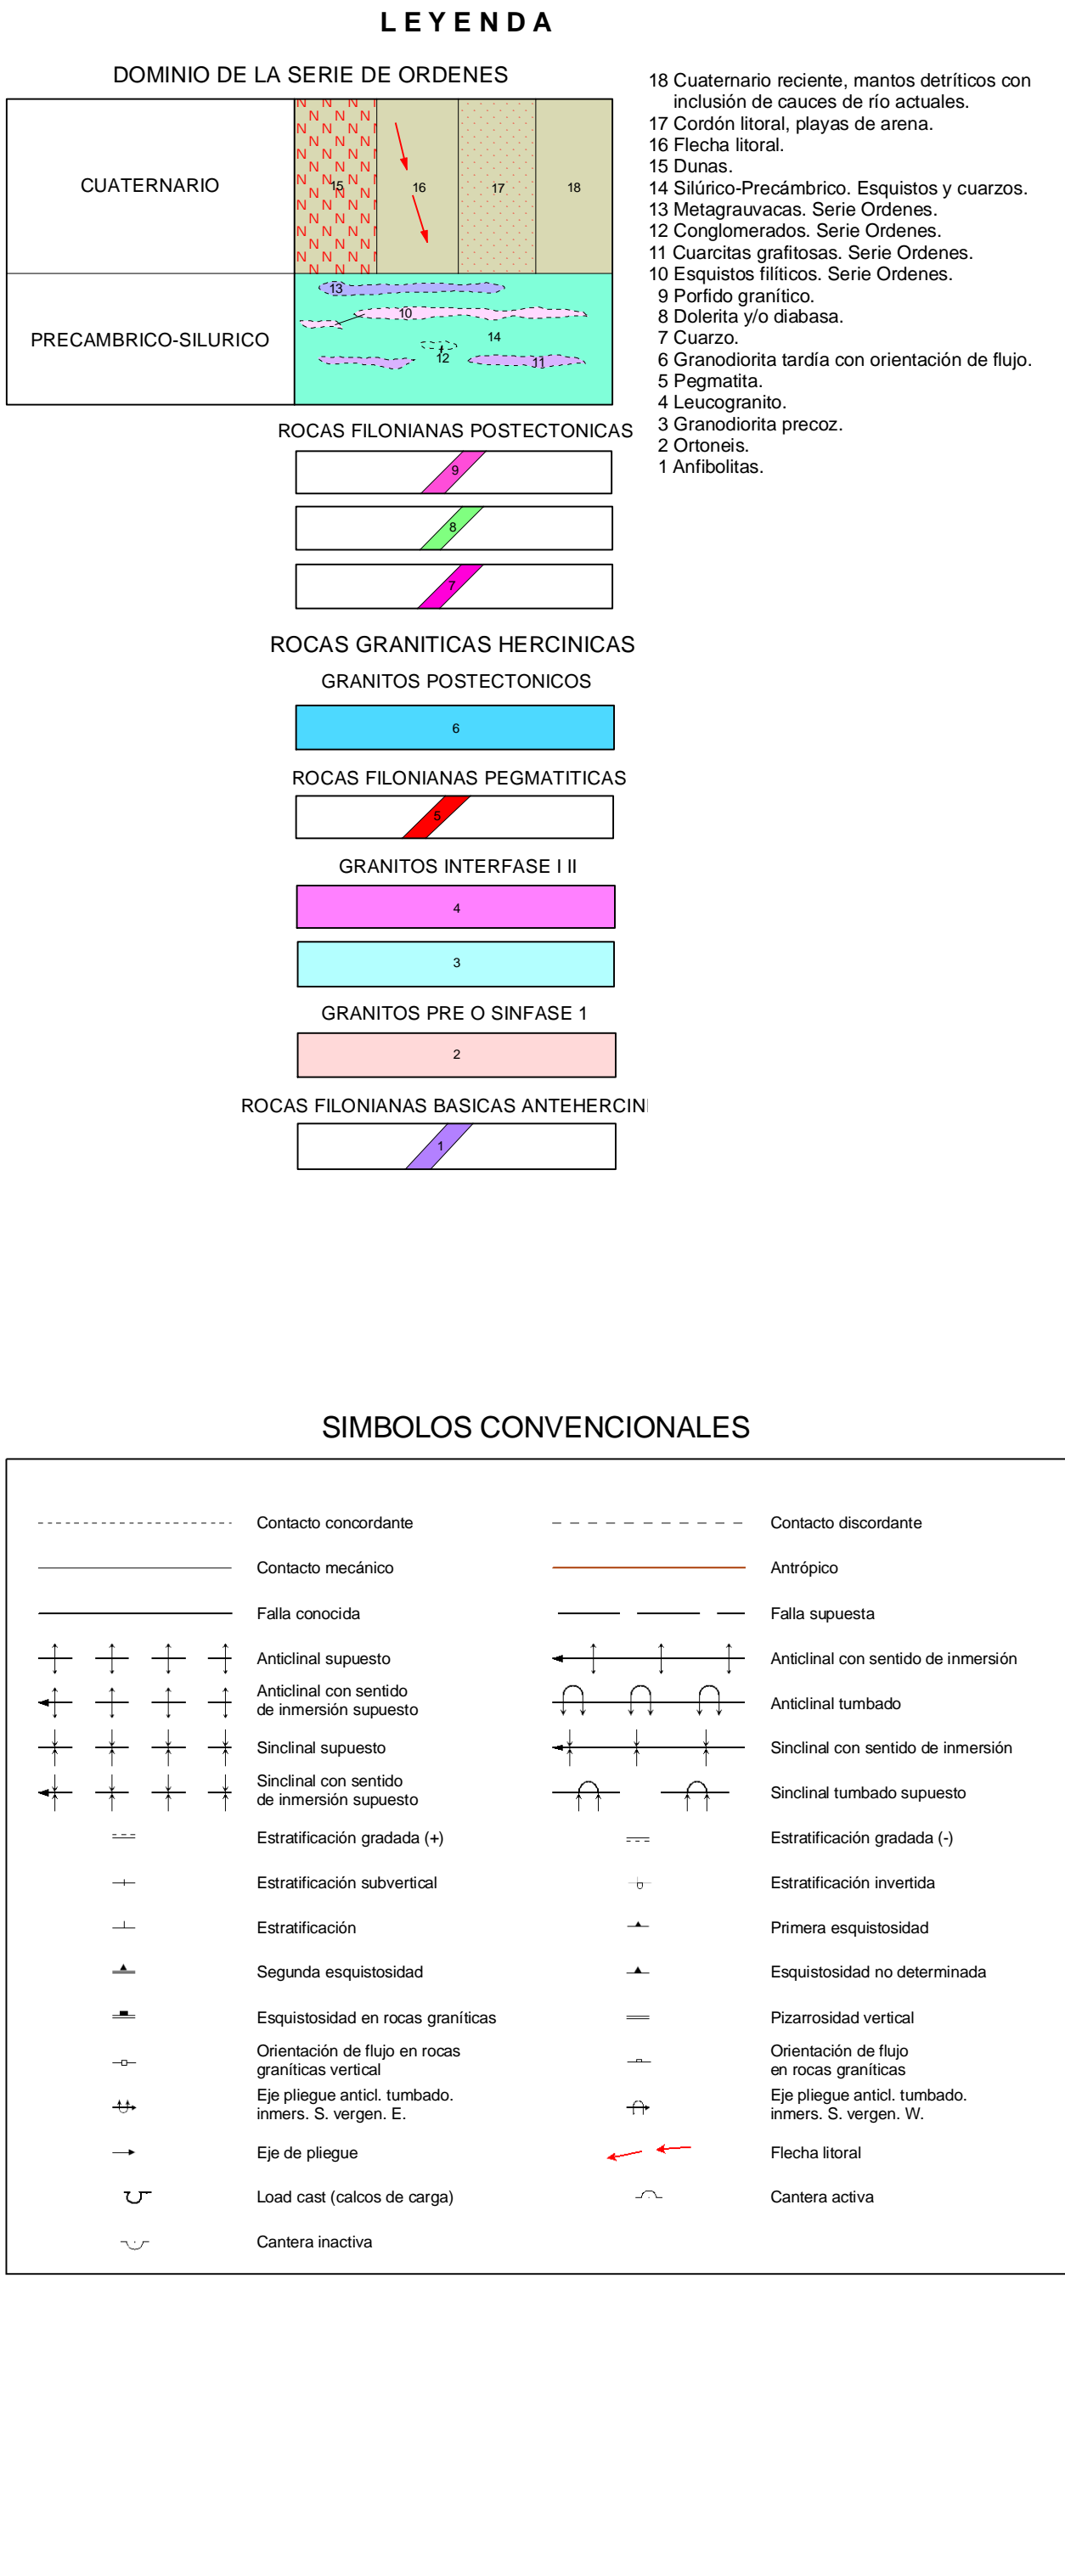 LEYENDA
DOMINIO DE LA SERIE DE ORDENES
CUATERNARIO
15
16
17
18
PRECAMBRICO-SILURICO
13
10
14
12
11
18 Cuaternario reciente, mantos detríticos con
inclusión de cauces de río actuales.
17 Cordón litoral, playas de arena.
16 Flecha litoral.
15 Dunas.
14 Silúrico-Precámbrico. Esquistos y cuarzos.
13 Metagrauvacas. Serie Ordenes.
12 Conglomerados. Serie Ordenes.
11 Cuarcitas grafitosas. Serie Ordenes.
10 Esquistos filíticos. Serie Ordenes.
9 Porfido granítico.
8 Dolerita y/o diabasa.
7 Cuarzo.
6 Granodiorita tardía con orientación de flujo.
5 Pegmatita.
4 Leucogranito.
3 Granodiorita precoz.
2 Ortoneis.
1 Anfibolitas.
ROCAS FILONIANAS POSTECTONICAS
9
8
7
ROCAS GRANITICAS HERCINICAS
GRANITOS POSTECTONICOS
6
ROCAS FILONIANAS PEGMATITICAS
5
GRANITOS INTERFASE I II
4
3
GRANITOS PRE O SINFASE 1
2
ROCAS FILONIANAS BASICAS ANTEHERCINI
1
SIMBOLOS CONVENCIONALES
Contacto concordante
Contacto discordante
Contacto mecánico
Antrópico
Falla conocida
Falla supuesta
Anticlinal supuesto
Anticlinal con sentido de inmersión
Anticlinal con sentido
de inmersión supuesto
Anticlinal tumbado
Sinclinal supuesto
Sinclinal con sentido de inmersión
Sinclinal con sentido
de inmersión supuesto
Sinclinal tumbado supuesto
Estratificación gradada (+)
Estratificación gradada (-)
Estratificación subvertical
Estratificación invertida
Estratificación
Primera esquistosidad
Segunda esquistosidad
Esquistosidad no determinada
Esquistosidad en rocas graníticas
Pizarrosidad vertical
Orientación de flujo en rocas
graníticas vertical
Orientación de flujo
en rocas graníticas
Eje pliegue anticl. tumbado.
inmers. S. vergen. E.
Eje pliegue anticl. tumbado.
inmers. S. vergen. W.
Eje de pliegue
Flecha litoral
Load cast (calcos de carga)
Cantera activa
Cantera inactiva